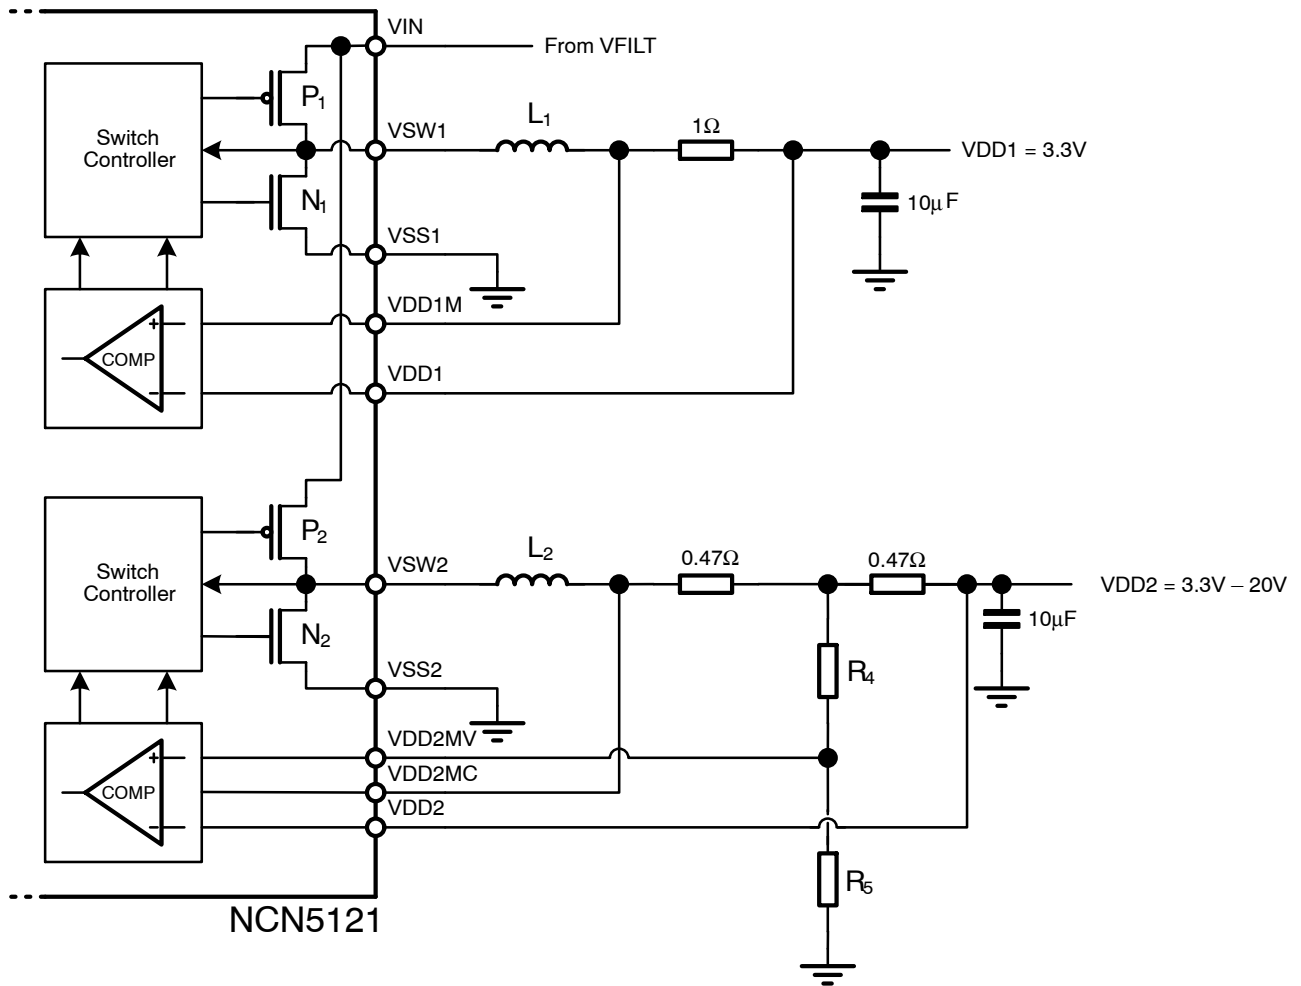 VIN
From VFILT
P1
Switch
Controller
VSW1
L1
1Ω
VDD1 = 3.3V
N1
10μF
VSS1
VDD1M
+
COMP
−
VDD1
P2
Switch
Controller
VSW2
L2
0.47Ω
0.47Ω
VDD2 = 3.3V – 20V
N2
10μF
VSS2
R4
VDD2MV
+
COMP
−
VDD2MC
VDD2
R5
NCN5121